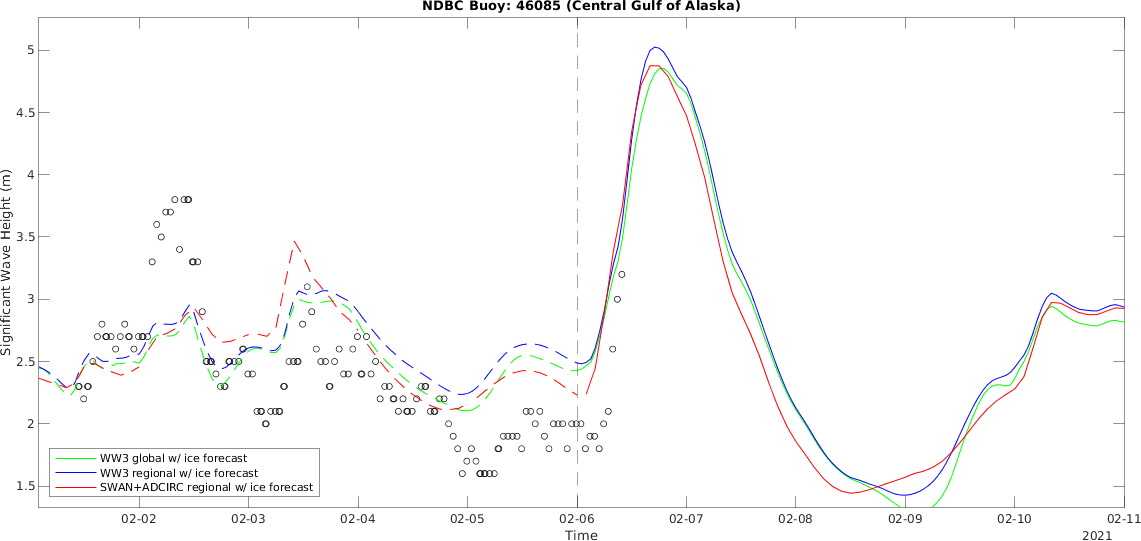 NDBC Buoy: 46085 (Central Gulf of Alaska)
Significant Wave Height (m)
5
4.5
4
3.5
3
2.5
2
1.5
WW3 global w/ ice forecast
WW3 regional w/ ice forecast
SWAN+ADCIRC regional w/ ice forecast
02-02 02-03 02-04 02-05 02-06 02-07 02-08 02-09 02-10 02-11
Time
2021